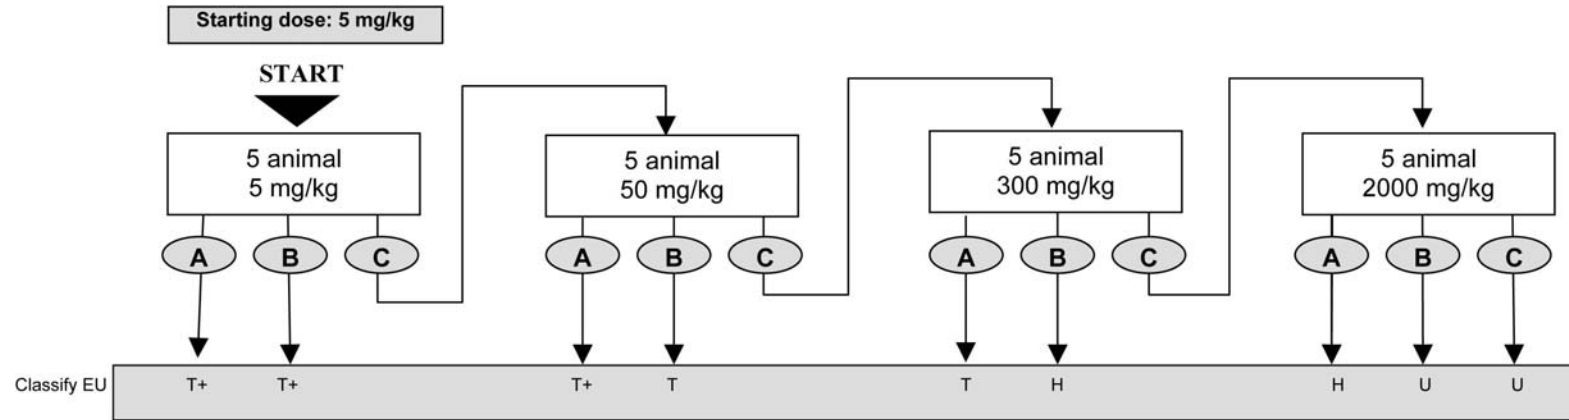 Starting dose: 5 mg/kg
START
5 animal
5 mg/kg
5 animal
50 mg/kg
5 animal
300 mg/kg
5 animal
2000 mg/kg
A B C A B C A B C A B C
Classify EU T+ T+ T+ T T H H U U